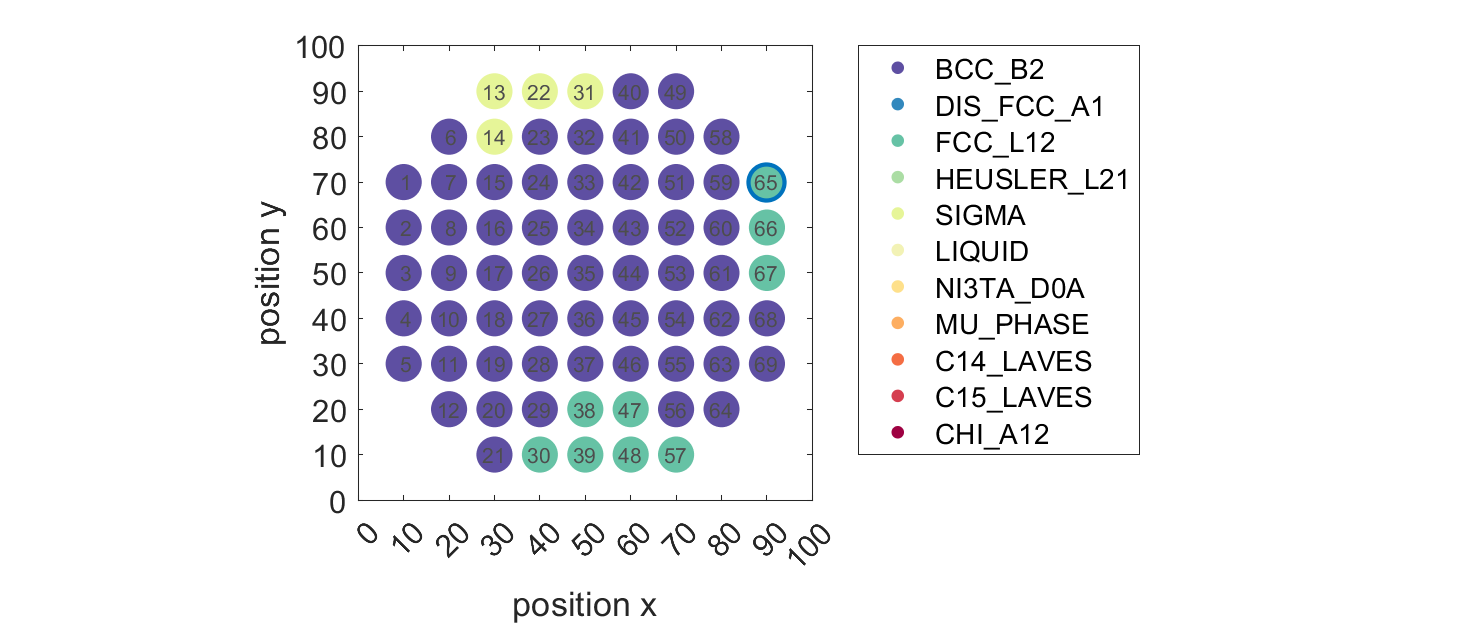 100
90
80
70
60
50
40
30
20
10
0
position y
13 22 31 40 49
6 14 23 32 41 50 58
1 7 15 24 33 42 51 59 65
2 8 16 25 34 43 52 60 66
3 9 17 26 35 44 53 61 67
4 10 18 27 36 45 54 62 68
5 11 19 28 37 46 55 63 69
12 20 29 38 47 56 64
21 30 39 48 57
0 10 20 30 40 50 60 70 80 90 100
position x
BCC_B2
DIS_FCC_A1
FCC_L12
HEUSLER_L21
SIGMA
LIQUID
NI3TA_D0A
MU_PHASE
C14_LAVES
C15_LAVES
CHI_A12